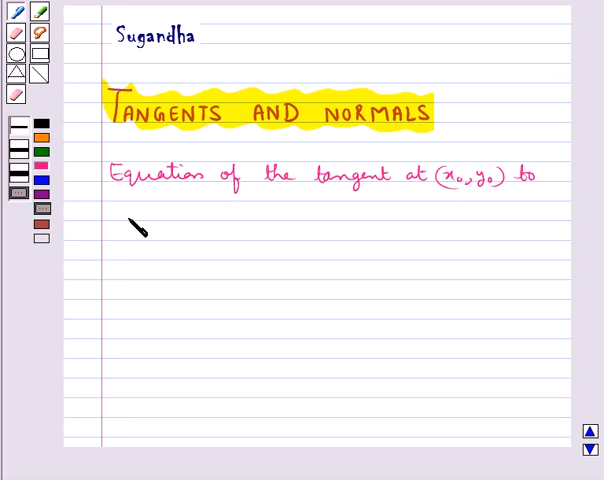 Sugandha
TANGENTS AND NORMALS
Equation of the tangent at (x₀, y₀) to